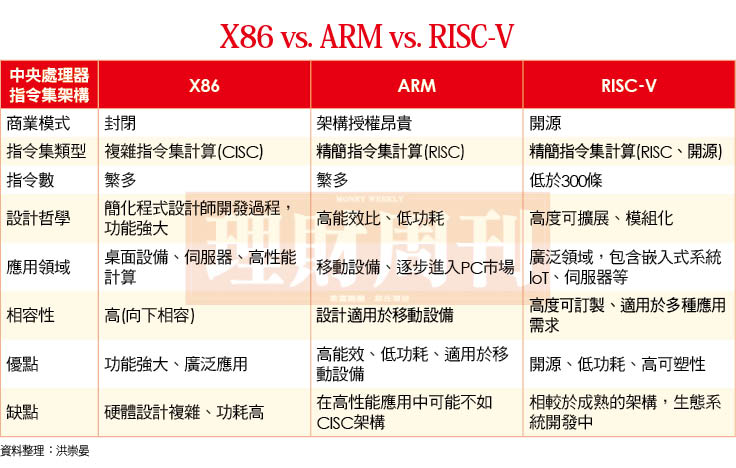 X86 vs. ARM vs. RISC-V
中央處理器
指令集架構
X86
ARM
RISC-V
商業模式
封閉
架構授權昂貴
開源
指令集類型
複雜指令集計算(CISC)
精簡指令集計算(RISC)
精簡指令集計算(RISC、開源)
指令數
繁多
繁多
低於300條
設計哲學
簡化程式設計師開發過程，
功能強大
高能效比、低功耗
高度可擴展、模組化
應用領域
桌面設備、伺服器、高性能
計算
移動設備、逐步進入PC市場
廣泛領域，包含嵌入式系統
IoT、伺服器等
相容性
高(向下相容)
設計適用於移動設備
高度可訂製、適用於多種應用
需求
優點
功能強大、廣泛應用
高能效、低功耗、適用於移
動設備
開源、低功耗、高可塑性
缺點
硬體設計複雜、功耗高
在高性能應用中可能不如
CISC架構
相較於成熟的架構，生態系
統開發中
資料整理：洪崇晏
MONEY WEEKLY
理財周刊